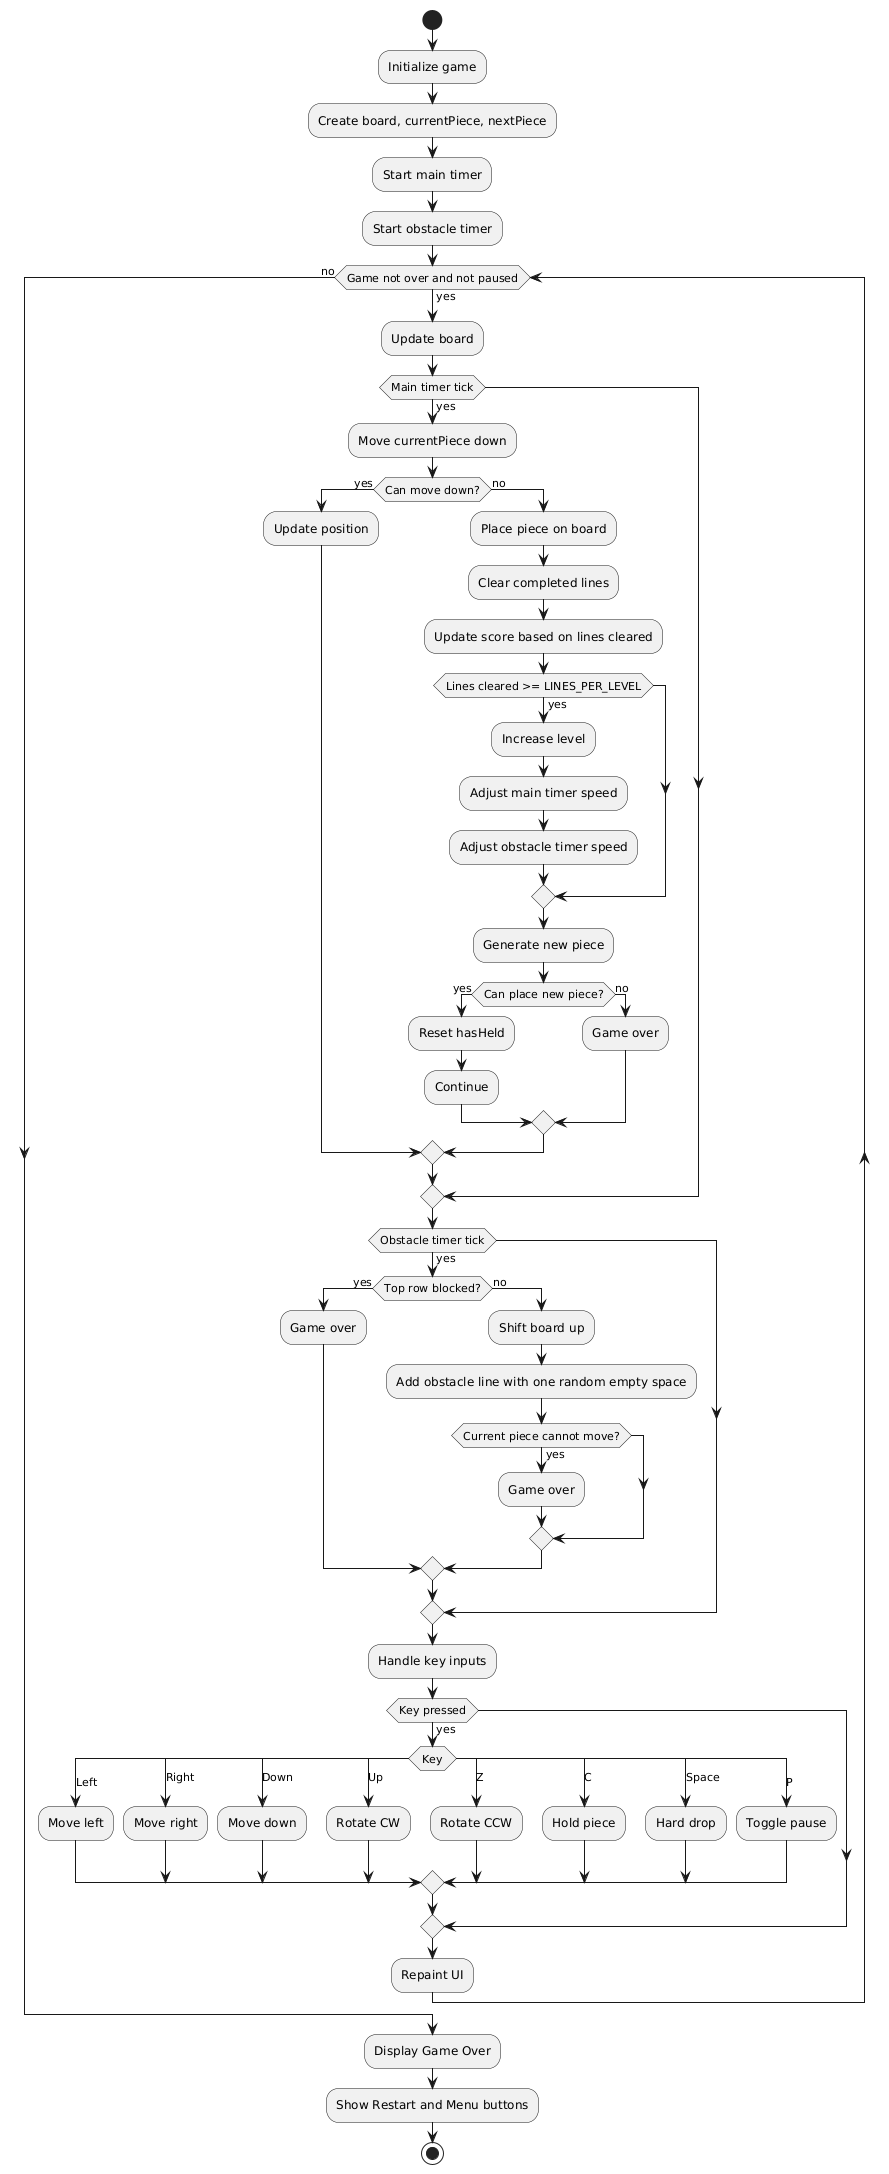 Initialize game
Create board, currentPiece, nextPiece
Start main timer
Start obstacle timer
no
Game not over and not paused
yes
Update board
Main timer tick
yes
Move currentPiece down
yes
Can move down?
no
Update position
Place piece on board
Clear completed lines
Update score based on lines cleared
Lines cleared >= LINES_PER_LEVEL
yes
Increase level
Adjust main timer speed
Adjust obstacle timer speed
Generate new piece
yes
Can place new piece?
no
Reset hasHeld
Game over
Continue
Obstacle timer tick
yes
yes
Top row blocked?
no
Game over
Shift board up
Add obstacle line with one random empty space
Current piece cannot move?
yes
Game over
Handle key inputs
Key pressed
yes
Key
Left
Right
Down
Up
Z
C
Space
P
Move left
Move right
Move down
Rotate CW
Rotate CCW
Hold piece
Hard drop
Toggle pause
Repaint UI
Display Game Over
Show Restart and Menu buttons